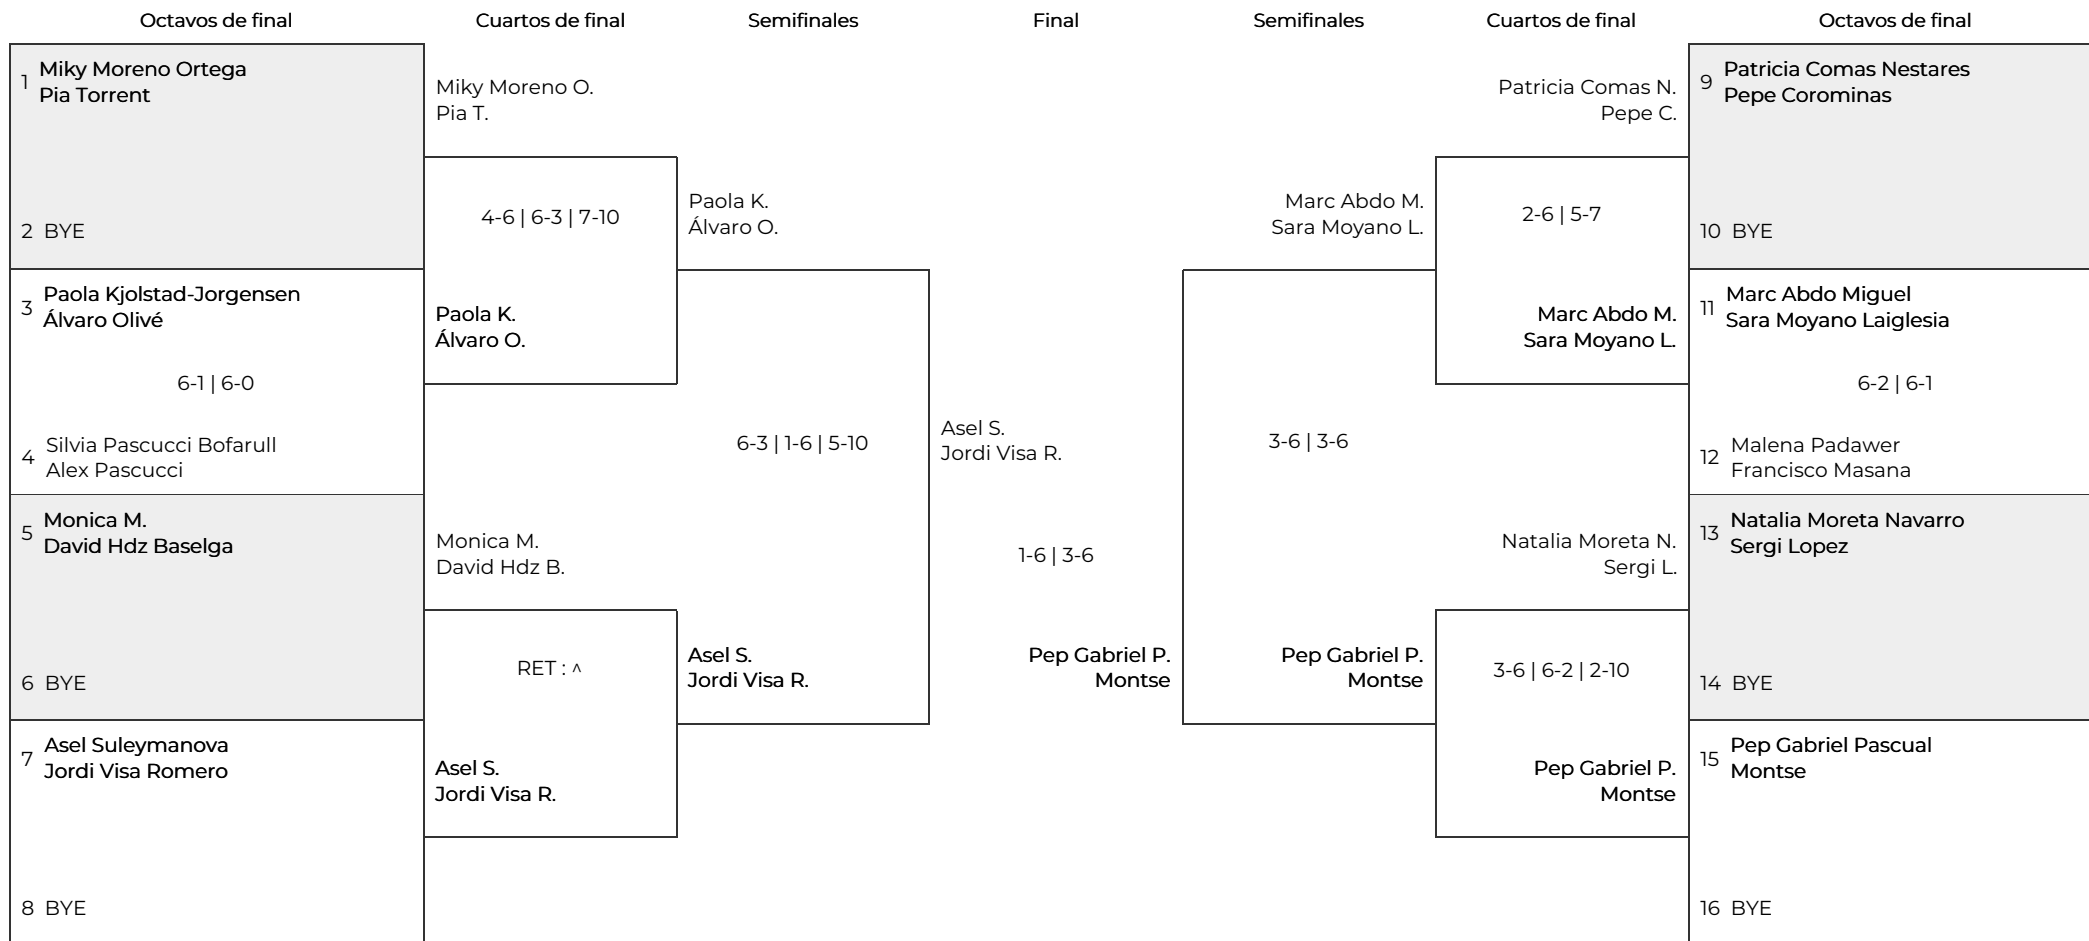 Octavos de final
Cuartos de final
Semifinales
Final
Semifinales
Cuartos de final
Octavos de final
1 Miky Moreno Ortega
Pia Torrent
2 BYE
3 Paola Kjolstad-Jorgensen
Álvaro Olivé
6-1 | 6-0
4 Silvia Pascucci Bofarull
Alex Pascucci
5 Monica M.
David Hdz Baselga
6 BYE
7 Asel Suleymanova
Jordi Visa Romero
8 BYE
Miky Moreno O.
Pia T.
4-6 | 6-3 | 7-10
Paola K.
Álvaro O.
Monica M.
David Hdz B.
RET : ^
Asel S.
Jordi Visa R.
Paola K.
Álvaro O.
6-3 | 1-6 | 5-10
Asel S.
Jordi Visa R.
Asel S.
Jordi Visa R.
1-6 | 3-6
Pep Gabriel P.
Montse
Marc Abdo M.
Sara Moyano L.
3-6 | 3-6
Pep Gabriel P.
Montse
Patricia Comas N.
Pepe C.
2-6 | 5-7
Marc Abdo M.
Sara Moyano L.
Natalia Moreta N.
Sergi L.
3-6 | 6-2 | 2-10
Pep Gabriel P.
Montse
9 Patricia Comas Nestares
Pepe Corominas
10 BYE
11 Marc Abdo Miguel
Sara Moyano Laiglesia
6-2 | 6-1
12 Malena Padawer
Francisco Masana
13 Natalia Moreta Navarro
Sergi Lopez
14 BYE
15 Pep Gabriel Pascual
Montse
16 BYE